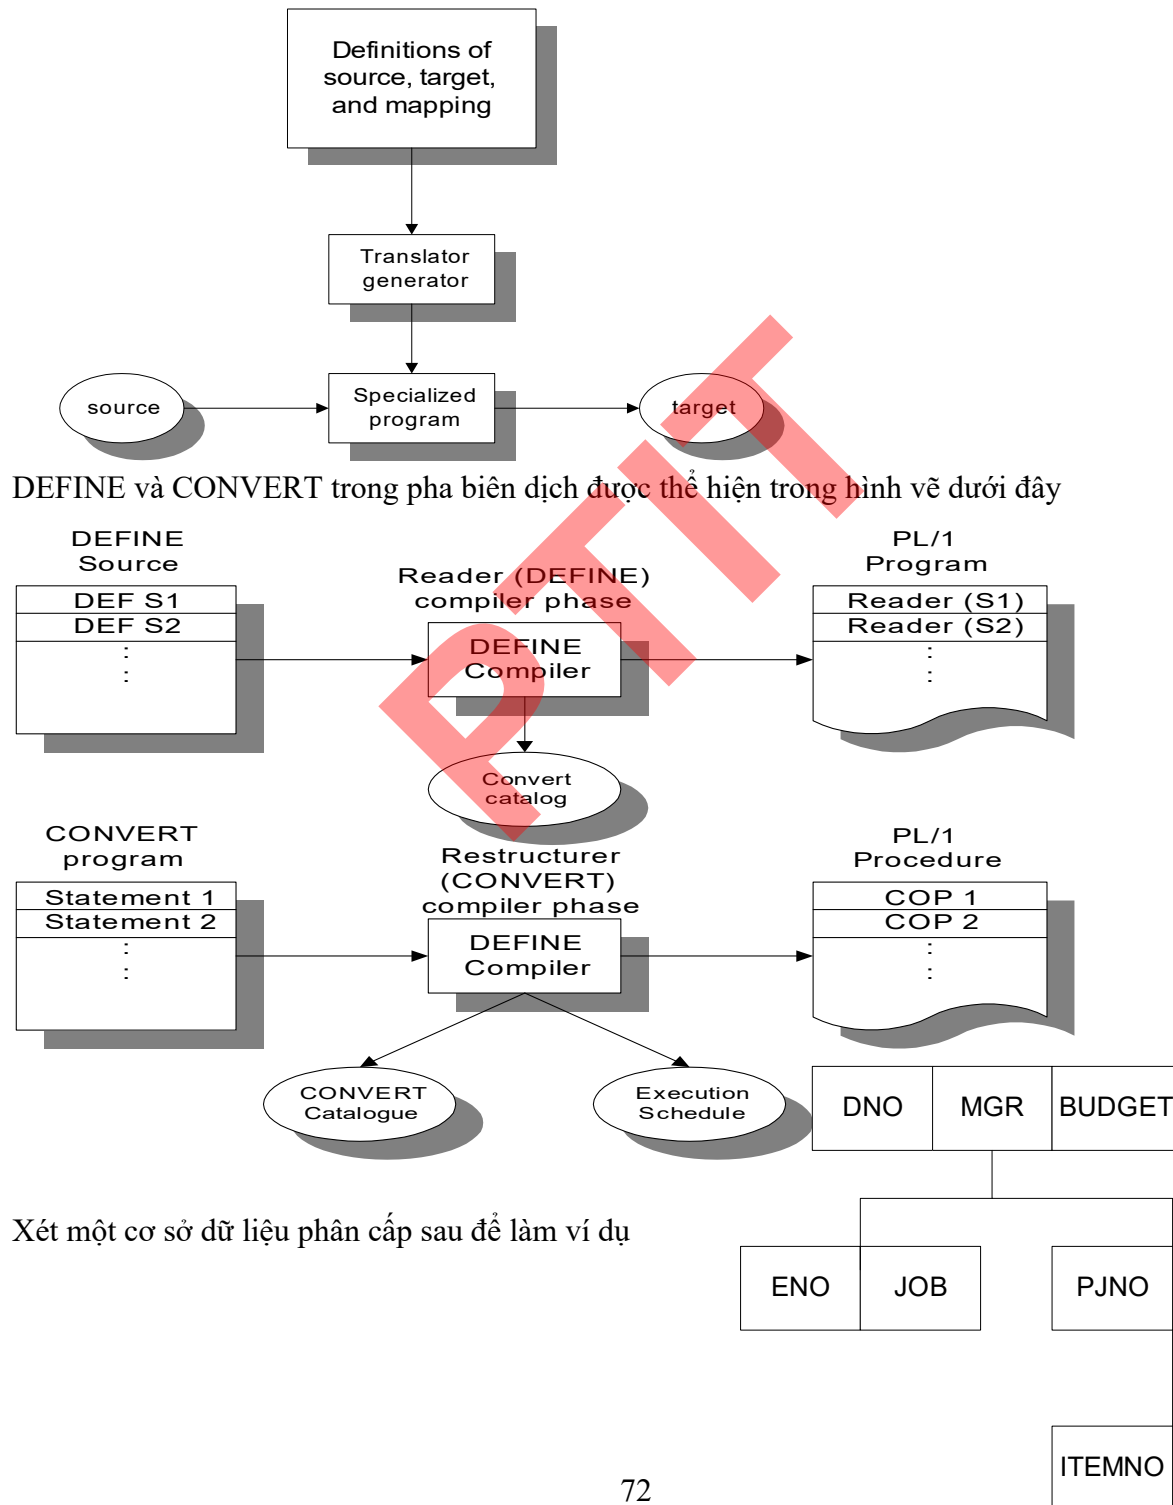 Definitions of
source, target,
and mapping
Translator
generator
source
Specialized
program
target
DEFINE và CONVERT trong pha biên dịch được thể hiện trong hình vẽ dưới đây
DEFINE
Source
DEF S1
DEF S2
:
:
Reader (DEFINE)
compiler phase
DEFINE
Compiler
PL/1
Program
Reader (S1)
Reader (S2)
:
:
Convert
catalog
CONVERT
program
Statement 1
Statement 2
:
:
Restructurer
(CONVERT)
compiler phase
DEFINE
Compiler
PL/1
Procedure
COP 1
COP 2
:
:
CONVERT
Catalogue
Execution
Schedule
DNO MGR BUDGET
Xét một cơ sở dữ liệu phân cấp sau để làm ví dụ
ENO JOB PJNO
ITEMNO
72
PTIT